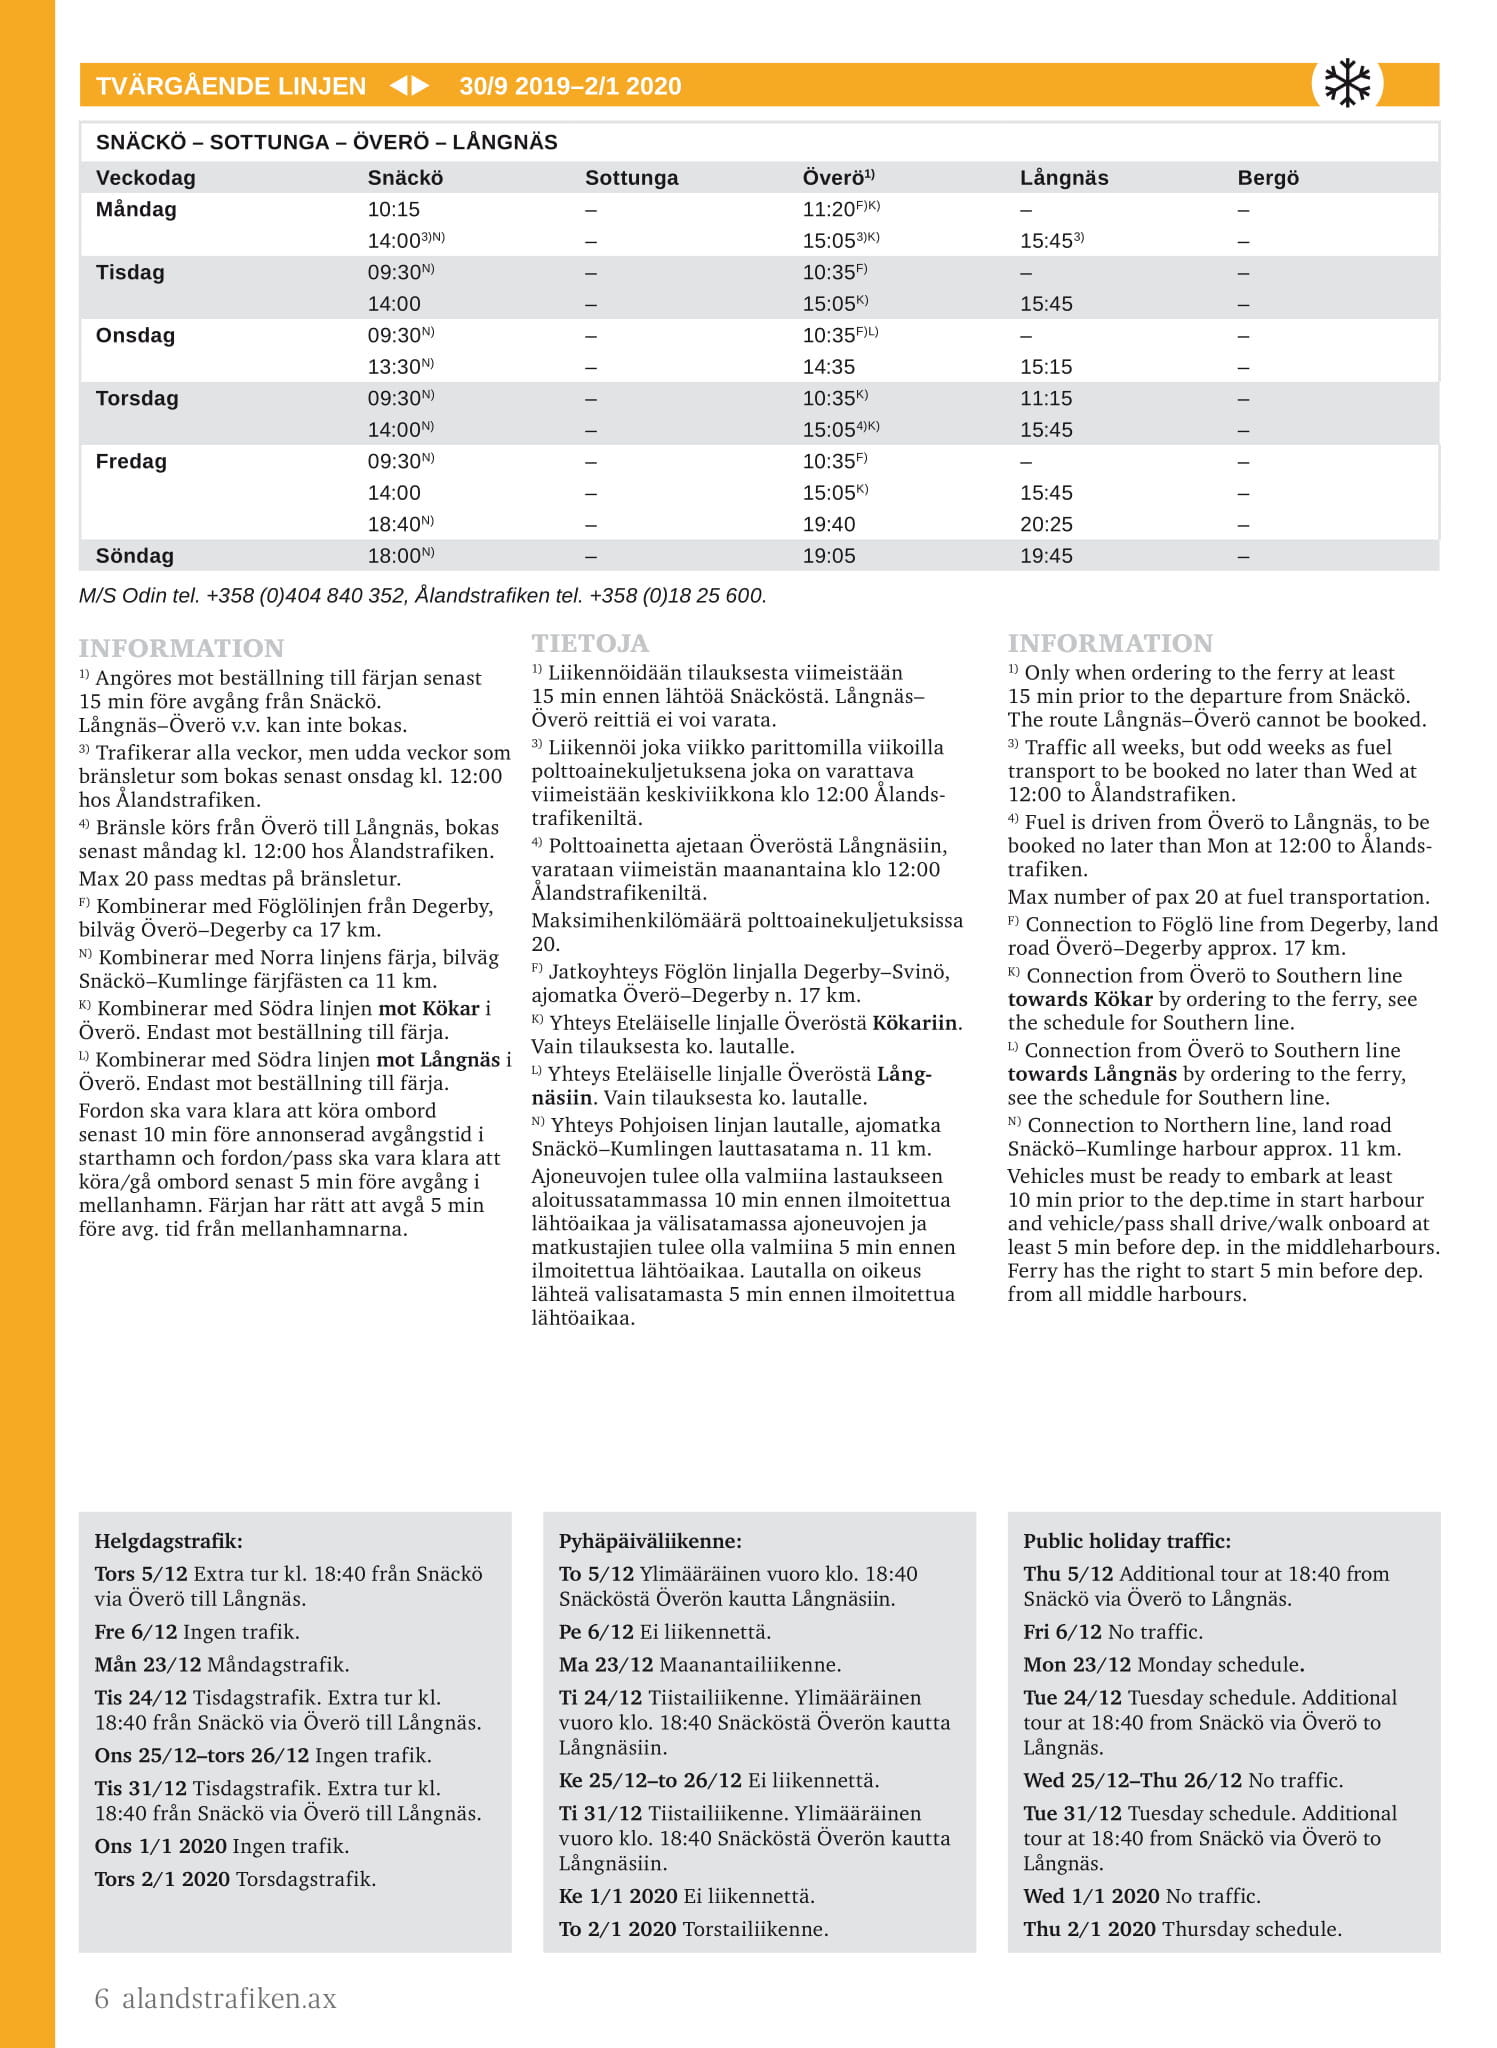 TVÄRGÅENDE LINJEN ◀▶ 30/9 2019–2/1 2020
SNÄCKÖ – SOTTUNGA – ÖVERÖ – LÅNGNÄS
Veckodag Snäckö Sottunga Överö1) Långnäs Bergö
Måndag 10:15 – 11:20F)K) – –
14:003)N) – 15:053)K) 15:453) –
Tisdag 09:30N) – 10:35F) – –
14:00 – 15:05K) 15:45 –
Onsdag 09:30N) – 10:35F)L) – –
13:30N) – 14:35 15:15 –
Torsdag 09:30N) – 10:35K) 11:15 –
14:00N) – 15:054)K) 15:45 –
Fredag 09:30N) – 10:35F) – –
14:00 – 15:05K) 15:45 –
18:40N) – 19:40 20:25 –
Söndag 18:00N) – 19:05 19:45 –
M/S Odin tel. +358 (0)404 840 352, Ålandstrafiken tel. +358 (0)18 25 600.
INFORMATION
1) Angöres mot beställning till färjan senast
15 min före avgång från Snäckö.
Långnäs–Överö v.v. kan inte bokas.
3) Trafikerar alla veckor, men udda veckor som
bränsletur som bokas senast onsdag kl. 12:00
hos Ålandstrafiken.
4) Bränsle körs från Överö till Långnäs, bokas
senast måndag kl. 12:00 hos Ålandstrafiken.
Max 20 pass medtas på bränsletur.
F) Kombinerar med Föglölinjen från Degerby,
bilväg Överö–Degerby ca 17 km.
N) Kombinerar med Norra linjens färja, bilväg
Snäckö–Kumlinge färjfästen ca 11 km.
K) Kombinerar med Södra linjen mot Kökar i
Överö. Endast mot beställning till färja.
L) Kombinerar med Södra linjen mot Långnäs i
Överö. Endast mot beställning till färja.
Fordon ska vara klara att köra ombord
senast 10 min före annonserad avgångstid i
starthamn och fordon/pass ska vara klara att
köra/gå ombord senast 5 min före avgång i
mellanhamn. Färjan har rätt att avgå 5 min
före avg. tid från mellanhamnarna.
TIETOJA
1) Liikennöidään tilauksesta viimeistään
15 min ennen lähtöä Snäcköstä. Långnäs–
Överö reittiä ei voi varata.
3) Liikennöi joka viikko parittomilla viikoilla
polttoainekuljetuksena joka on varattava
viimeistään keskiviikkona klo 12:00 Ålands-
trafikeniltä.
4) Polttoainetta ajetaan Överöstä Långnäsiin,
varataan viimeistän maanantaina klo 12:00
Ålandstrafikeniltä.
Maksimihenkilömäärä polttoainekuljetuksissa
20.
F) Jatkoyhteys Föglön linjalla Degerby–Svinö,
ajomatka Överö–Degerby n. 17 km.
K) Yhteys Eteläiselle linjalle Överöstä Kökariin.
Vain tilauksesta ko. lautalle.
L) Yhteys Eteläiselle linjalle Överöstä Lång-
näsiin. Vain tilauksesta ko. lautalle.
N) Yhteys Pohjoisen linjan lautalle, ajomatka
Snäckö–Kumlingen lauttasatama n. 11 km.
Ajoneuvojen tulee olla valmiina lastaukseen
aloitussatammassa 10 min ennen ilmoitettua
lähtöaikaa ja välisatamassa ajoneuvojen ja
matkustajien tulee olla valmiina 5 min ennen
ilmoitettua lähtöaikaa. Lautalla on oikeus
lähteä valisatamasta 5 min ennen ilmoitettua
lähtöaikaa.
INFORMATION
1) Only when ordering to the ferry at least
15 min prior to the departure from Snäckö.
The route Långnäs–Överö cannot be booked.
3) Traffic all weeks, but odd weeks as fuel
transport to be booked no later than Wed at
12:00 to Ålandstrafiken.
4) Fuel is driven from Överö to Långnäs, to be
booked no later than Mon at 12:00 to Ålands-
trafiken.
Max number of pax 20 at fuel transportation.
F) Connection to Föglö line from Degerby, land
road Överö–Degerby approx. 17 km.
K) Connection from Överö to Southern line
towards Kökar by ordering to the ferry, see
the schedule for Southern line.
L) Connection from Överö to Southern line
towards Långnäs by ordering to the ferry,
see the schedule for Southern line.
N) Connection to Northern line, land road
Snäckö–Kumlinge harbour approx. 11 km.
Vehicles must be ready to embark at least
10 min prior to the dep.time in start harbour
and vehicle/pass shall drive/walk onboard at
least 5 min before dep. in the middleharbours.
Ferry has the right to start 5 min before dep.
from all middle harbours.
Helgdagstrafik:
Tors 5/12 Extra tur kl. 18:40 från Snäckö
via Överö till Långnäs.
Fre 6/12 Ingen trafik.
Mån 23/12 Måndagstrafik.
Tis 24/12 Tisdagstrafik. Extra tur kl.
18:40 från Snäckö via Överö till Långnäs.
Ons 25/12–tors 26/12 Ingen trafik.
Tis 31/12 Tisdagstrafik. Extra tur kl.
18:40 från Snäckö via Överö till Långnäs.
Ons 1/1 2020 Ingen trafik.
Tors 2/1 2020 Torsdagstrafik.
Pyhäpäiväliikenne:
To 5/12 Ylimääräinen vuoro klo. 18:40
Snäcköstä Överön kautta Långnäsiin.
Pe 6/12 Ei liikennettä.
Ma 23/12 Maanantailiikenne.
Ti 24/12 Tiistailiikenne. Ylimääräinen
vuoro klo. 18:40 Snäcköstä Överön kautta
Långnäsiin.
Ke 25/12–to 26/12 Ei liikennettä.
Ti 31/12 Tiistailiikenne. Ylimääräinen
vuoro klo. 18:40 Snäcköstä Överön kautta
Långnäsiin.
Ke 1/1 2020 Ei liikennettä.
To 2/1 2020 Torstailiikenne.
Public holiday traffic:
Thu 5/12 Additional tour at 18:40 from
Snäckö via Överö to Långnäs.
Fri 6/12 No traffic.
Mon 23/12 Monday schedule.
Tue 24/12 Tuesday schedule. Additional
tour at 18:40 from Snäckö via Överö to
Långnäs.
Wed 25/12–Thu 26/12 No traffic.
Tue 31/12 Tuesday schedule. Additional
tour at 18:40 from Snäckö via Överö to
Långnäs.
Wed 1/1 2020 No traffic.
Thu 2/1 2020 Thursday schedule.
6 alandstrafiken.ax